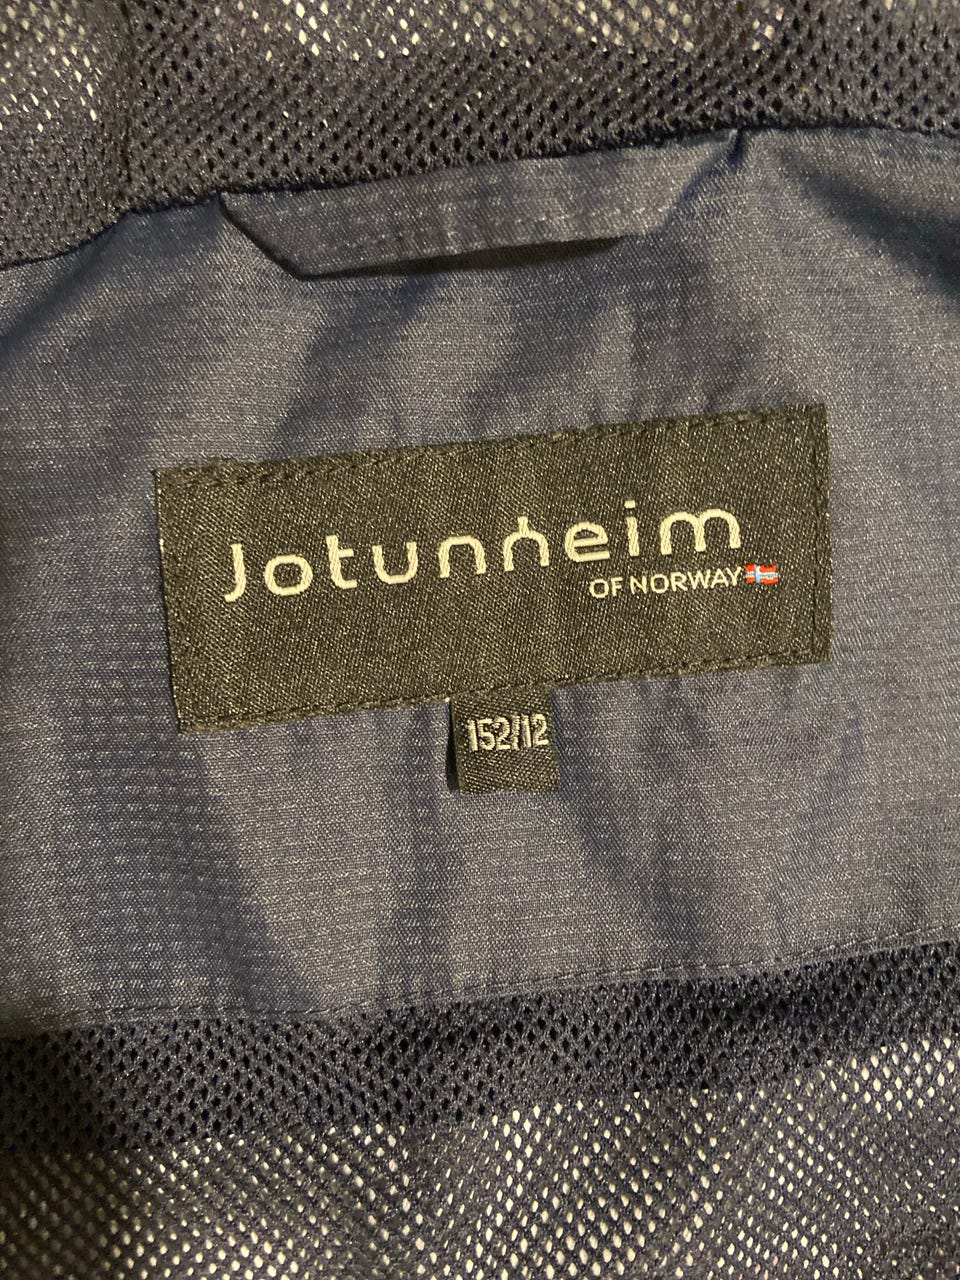 Jotunheim
OF NORWAY
152/12